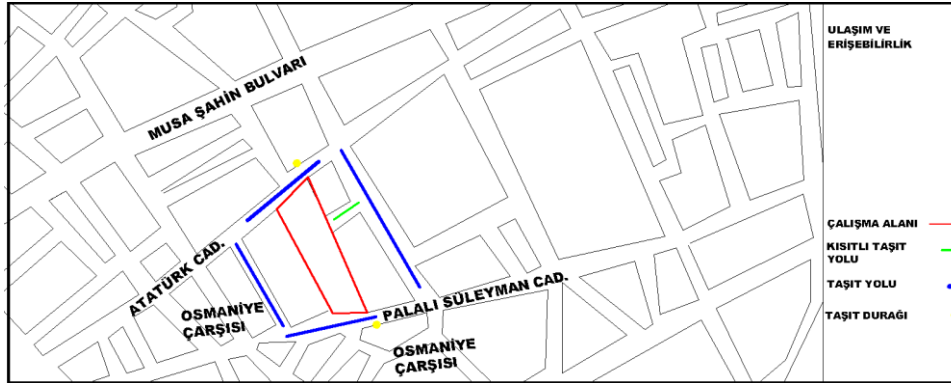 MUSA ŞAHİN BULVARI
ATATÜRK CAD.
OSMANİYE
ÇARŞISI
PALALI SÜLEYMAN CAD.
OSMANİYE
ÇARŞISI
ULAŞIM VE
ERİŞEBİLİRLİK
ÇALIŞMA ALANI
KISITLI TAŞIT
YOLU
TAŞIT YOLU
TAŞIT DURAĞI